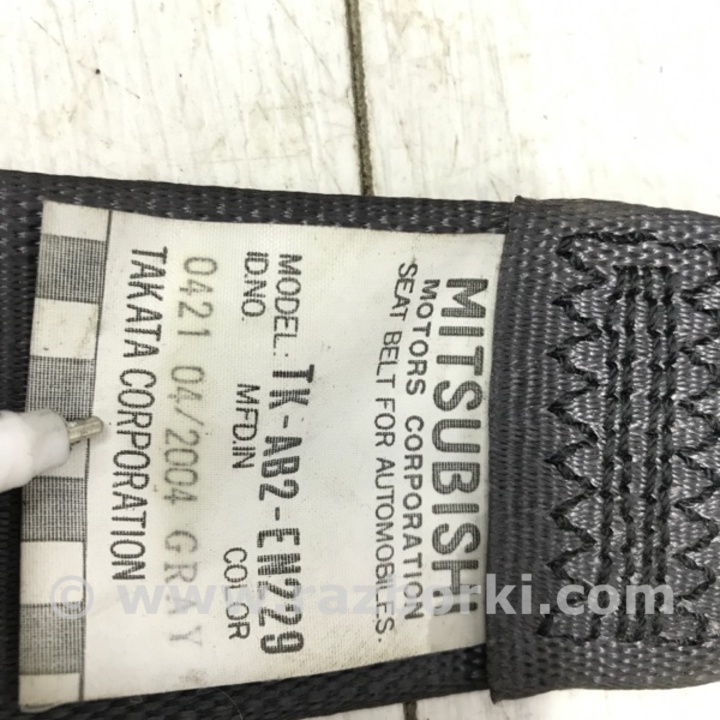 MITSUBISHI
MOTORS CORPORATION
SEAT BELT FOR AUTOMOBILES.
MODEL: TK-AB2-EN229
ID.NO. MFD.IN COLOR
0421 04/2004 GRAY
TAKATA CORPORATION
© www.razborki.com